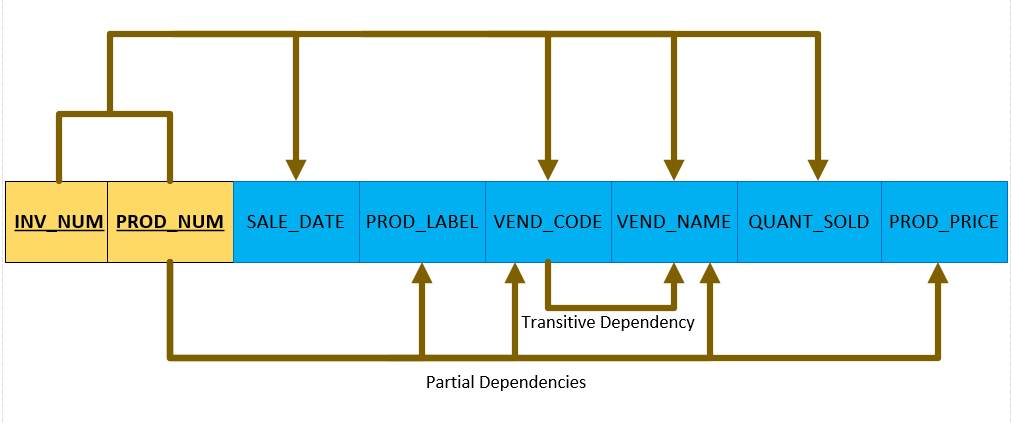 INV_NUM PROD_NUM SALE_DATE PROD_LABEL VEND_CODE VEND_NAME QUANT_SOLD PROD_PRICE
Transitive Dependency
Partial Dependencies